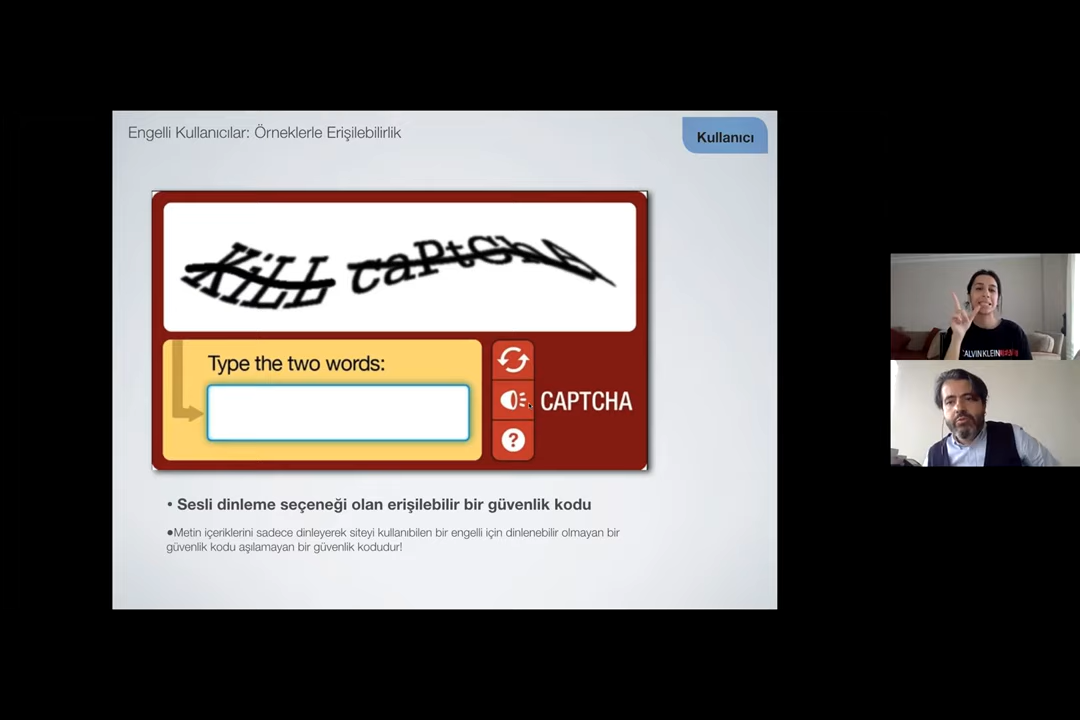 Engelli Kullanıcılar: Örneklerle Erişilebilirlik
Kullanıcı
KiLL caPtChA
Type the two words:
CAPTCHA
?
• Sesli dinleme seçeneği olan erişilebilir bir güvenlik kodu
●Metin içeriklerini sadece dinleyerek siteyi kullanıbilen bir engelli için dinlenebilir olmayan bir
güvenlik kodu aşılamayan bir güvenlik kodudur!
ALVIN KLEIN